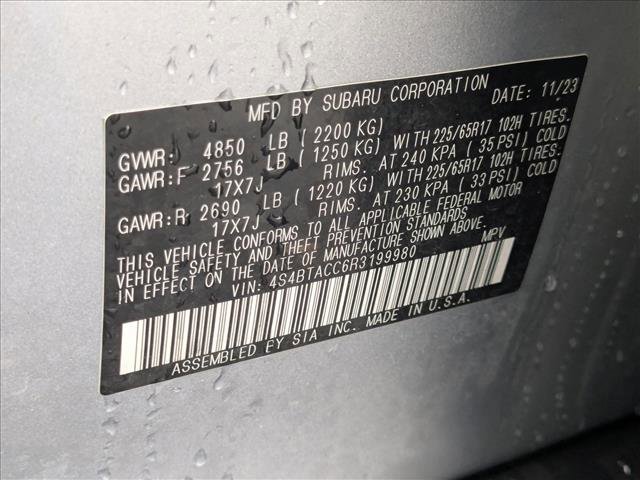 MFD BY SUBARU CORPORATION DATE: 11/23
GVWR: 4850 LB (2200 KG)
GAWR:F 2756 LB (1250 KG) WITH 225/65R17 102H TIRES.
17X7J RIMS. AT 240 KPA (35 PSI) COLD
GAWR:R 2690 LB (1220 KG) WITH 225/65R17 102H TIRES.
17X7J RIMS. AT 230 KPA (33 PSI) COLD
THIS VEHICLE CONFORMS TO ALL APPLICABLE FEDERAL MOTOR
VEHICLE SAFETY AND THEFT PREVENTION STANDARDS
IN EFFECT ON THE DATE OF MANUFACTURE SHOWN ABOVE.
VIN: 4S4BTACC6R3199980 MPV
ASSEMBLED BY SIA INC. MADE IN U.S.A.